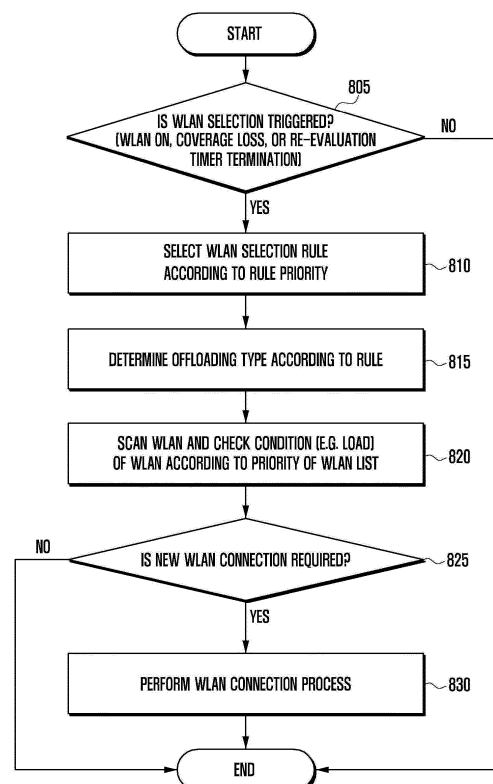 START
805
IS WLAN SELECTION TRIGGERED?
(WLAN ON, COVERAGE LOSS, OR RE-EVALUATION
TIMER TERMINATION)
NO
YES
SELECT WLAN SELECTION RULE
ACCORDING TO RULE PRIORITY
810
DETERMINE OFFLOADING TYPE ACCORDING TO RULE
815
SCAN WLAN AND CHECK CONDITION (E.G. LOAD)
OF WLAN ACCORDING TO PRIORITY OF WLAN LIST
820
NO
IS NEW WLAN CONNECTION REQUIRED?
825
YES
PERFORM WLAN CONNECTION PROCESS
830
END